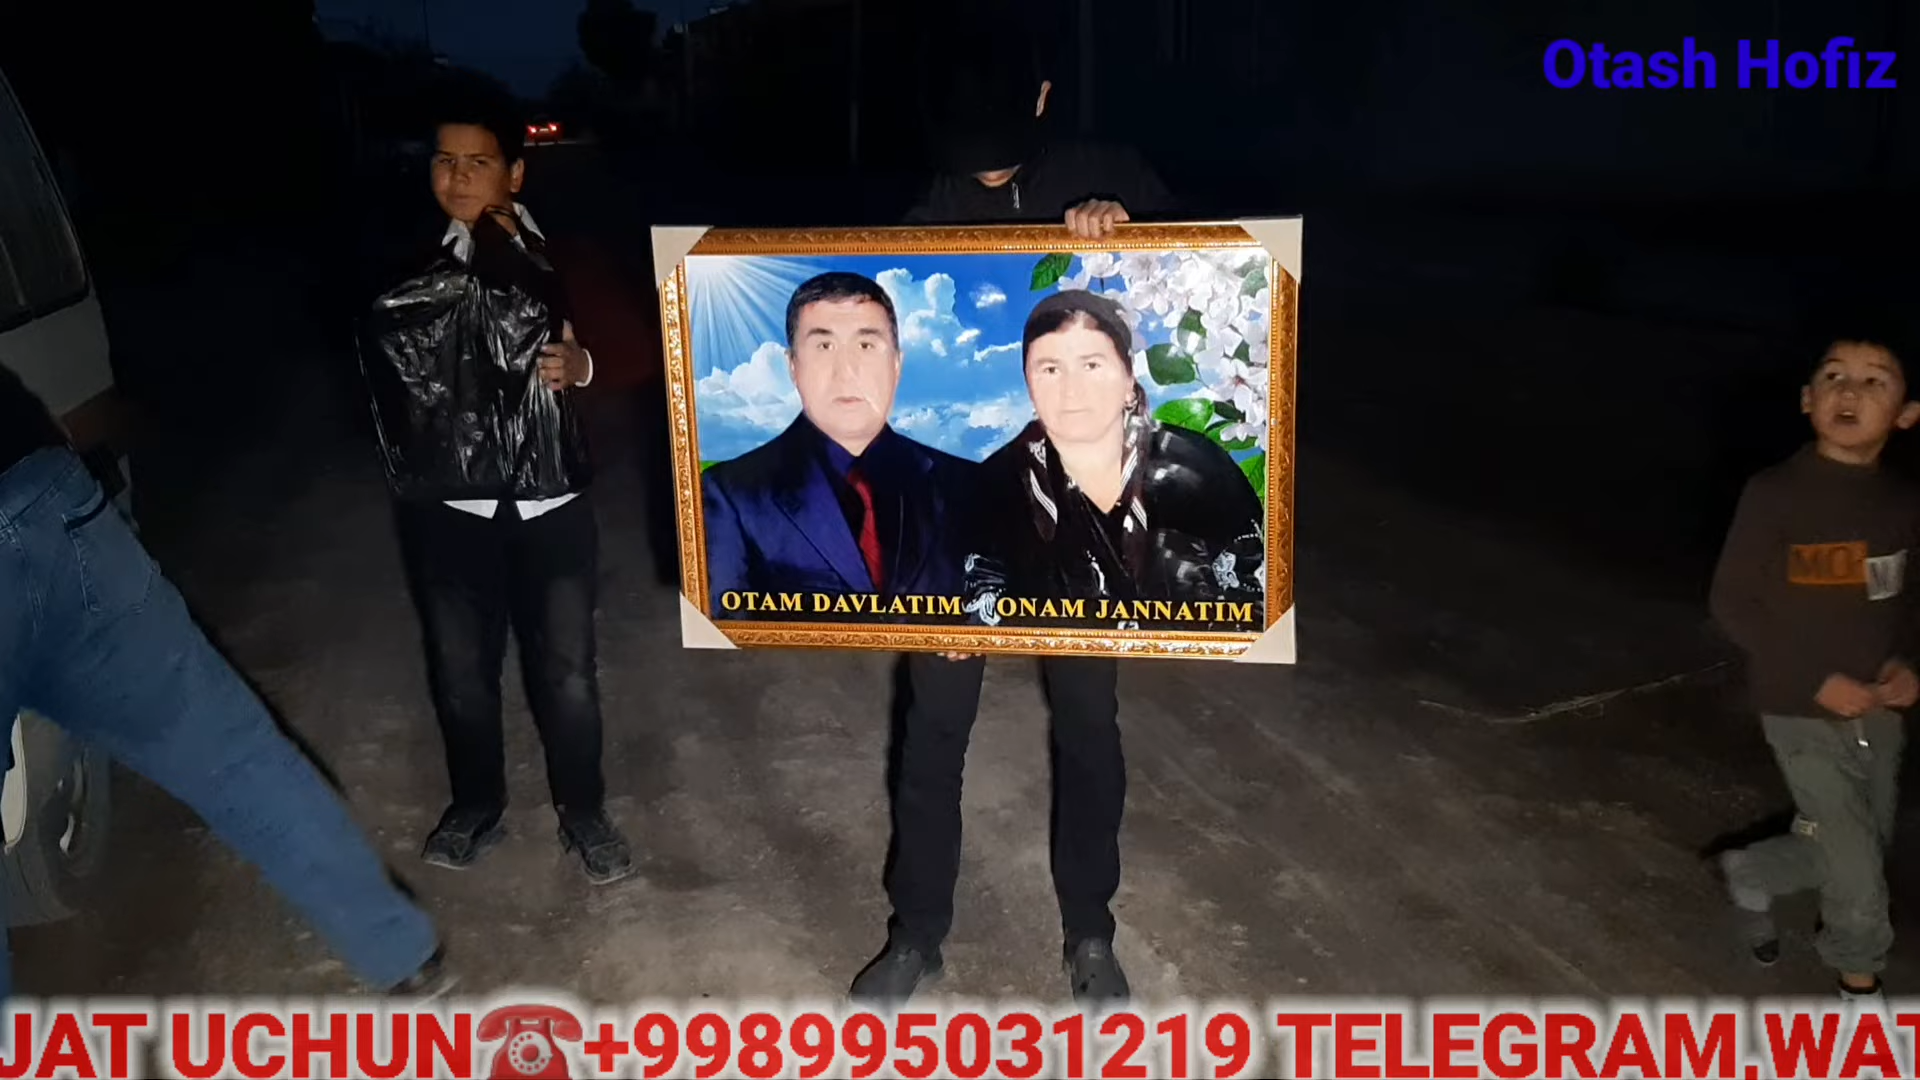 Otash Hofiz
OTAM DAVLATIM ONAM JANNATIM
JAT UCHUN☎+998995031219 TELEGRAM,WAT